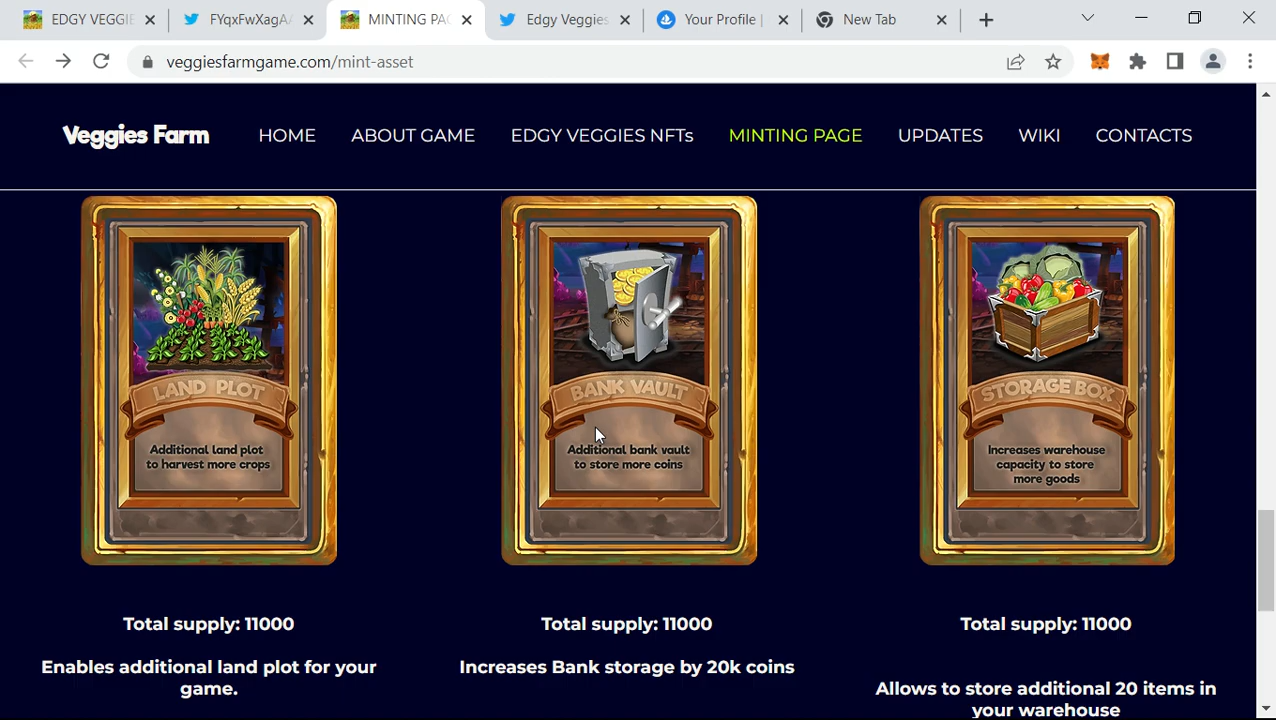 EDGY VEGGIE
FYqxFwXagA
MINTING PAG
Edgy Veggies
Your Profile |
New Tab
veggiesfarmgame.com/mint-asset
Veggies Farm
HOME
ABOUT GAME
EDGY VEGGIES NFTs
MINTING PAGE
UPDATES
WIKI
CONTACTS
LAND PLOT
Additional land plot
to harvest more crops
BANK VAULT
Additional bank vault
to store more coins
STORAGE BOX
Increases warehouse
capacity to store
more goods
Total supply: 11000
Total supply: 11000
Total supply: 11000
Enables additional land plot for your
game.
Increases Bank storage by 20k coins
Allows to store additional 20 items in
your warehouse